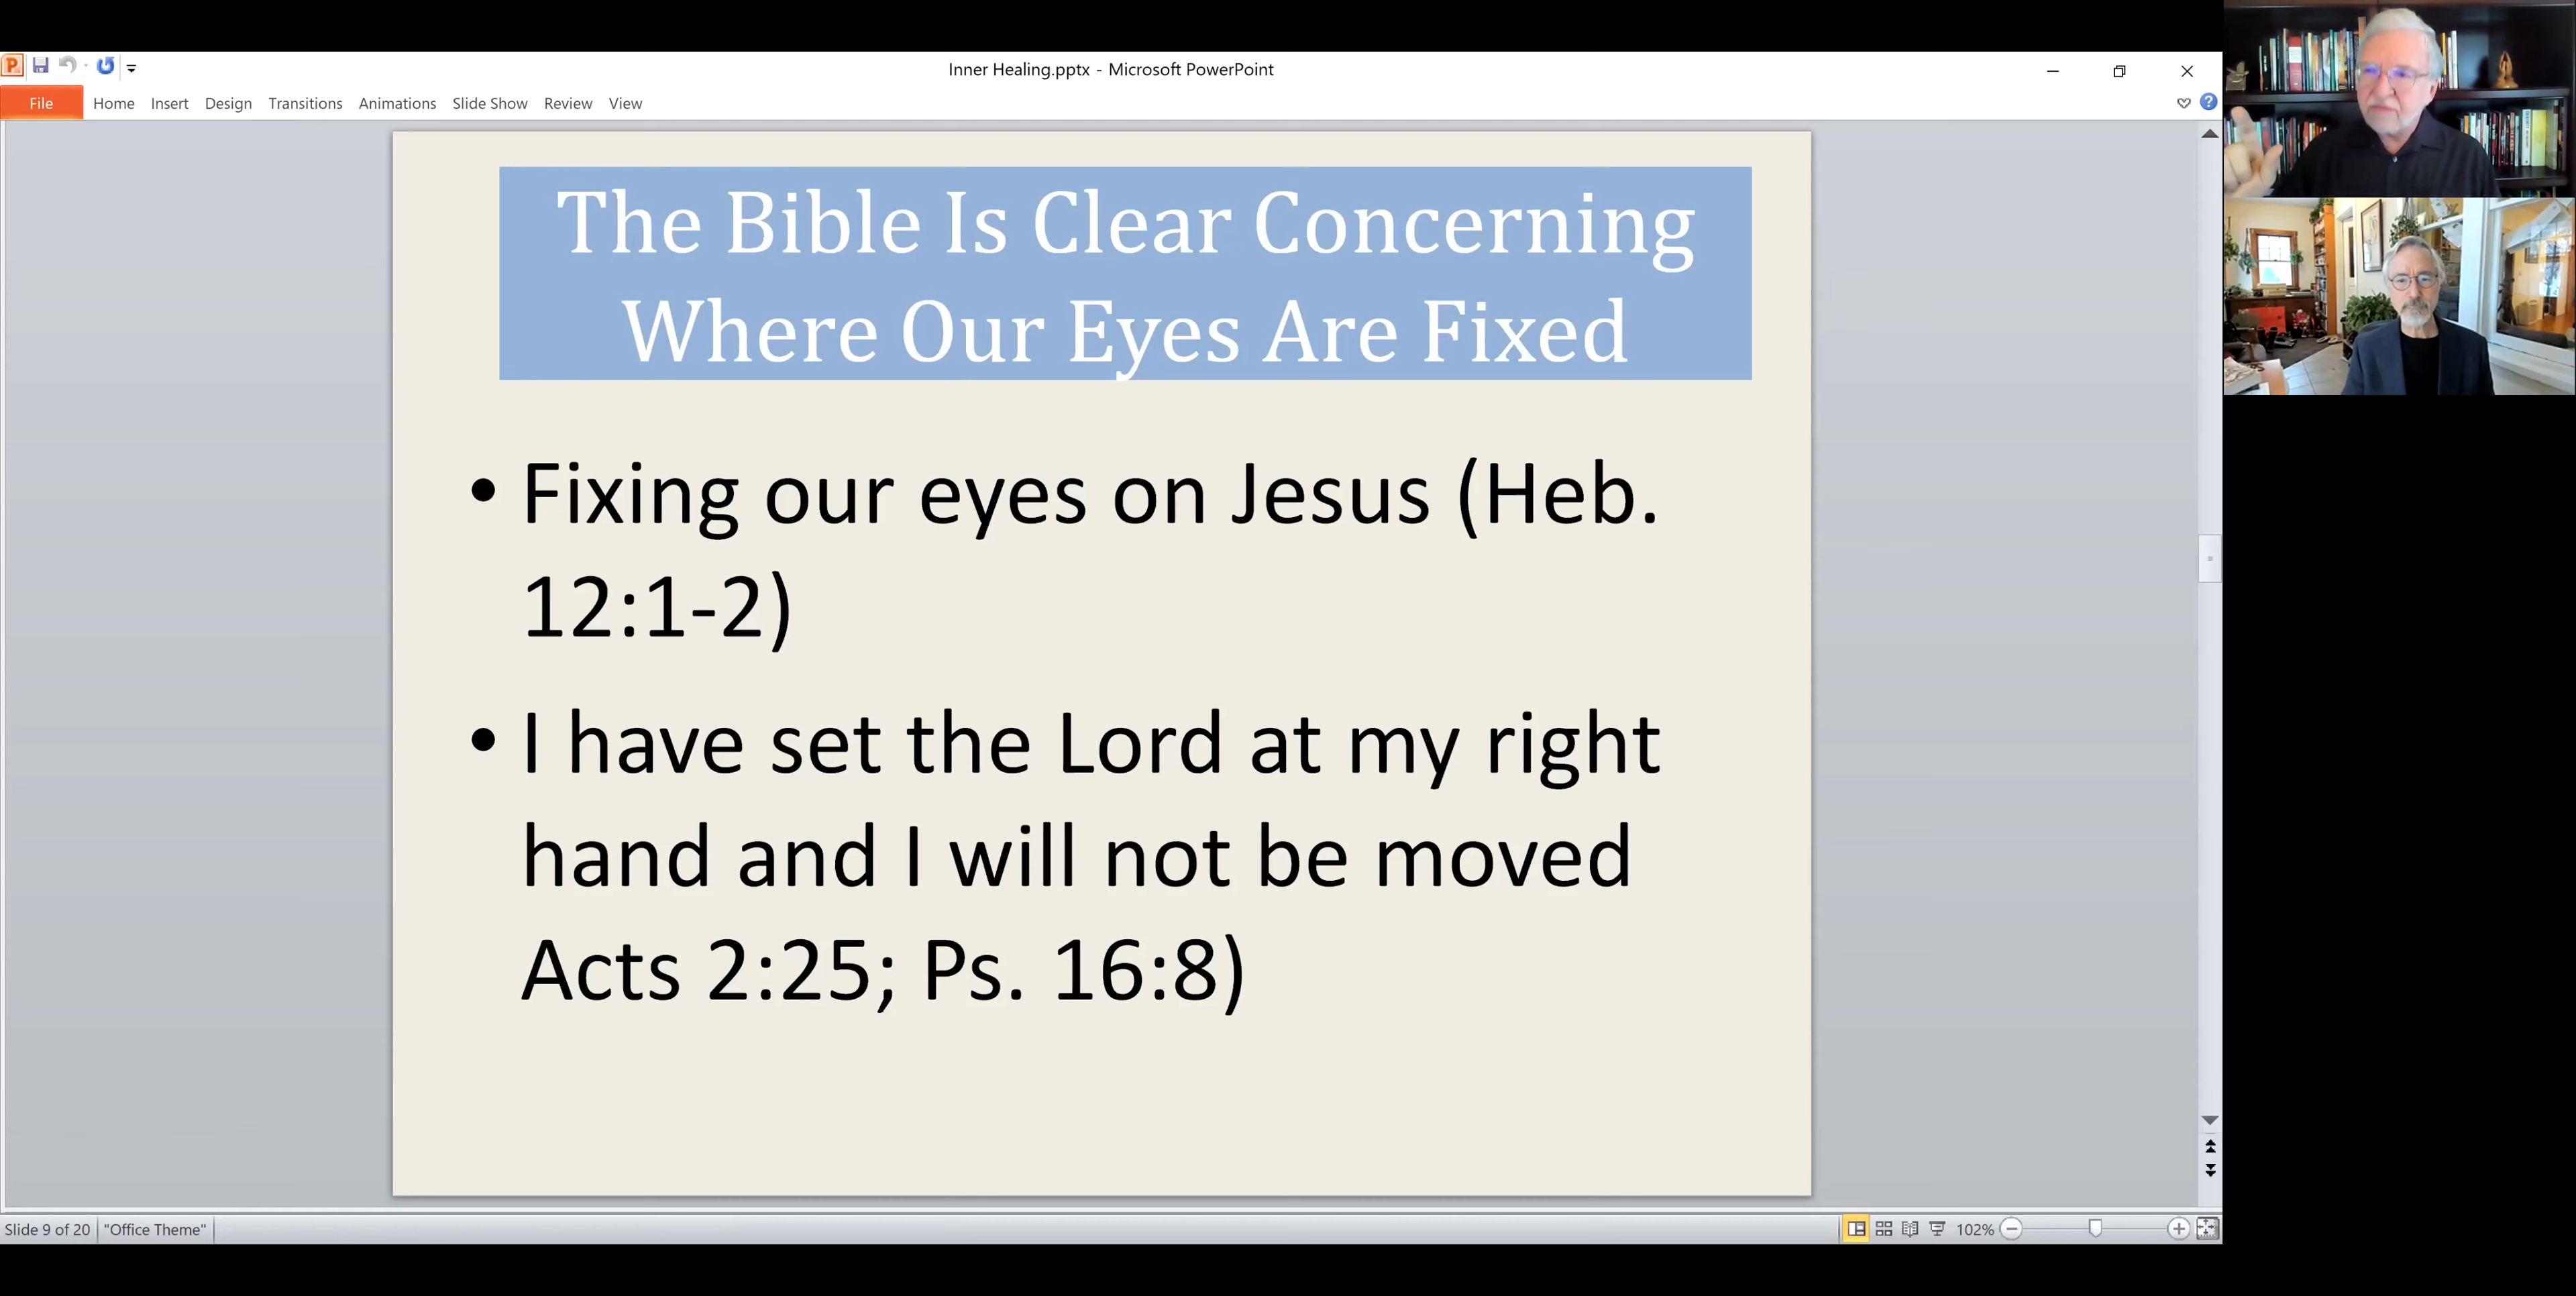 Inner Healing.pptx - Microsoft PowerPoint
File Home Insert Design Transitions Animations Slide Show Review View
The Bible Is Clear Concerning
Where Our Eyes Are Fixed
• Fixing our eyes on Jesus (Heb.
12:1-2)
• I have set the Lord at my right
hand and I will not be moved
Acts 2:25; Ps. 16:8)
Slide 9 of 20 "Office Theme" 102%